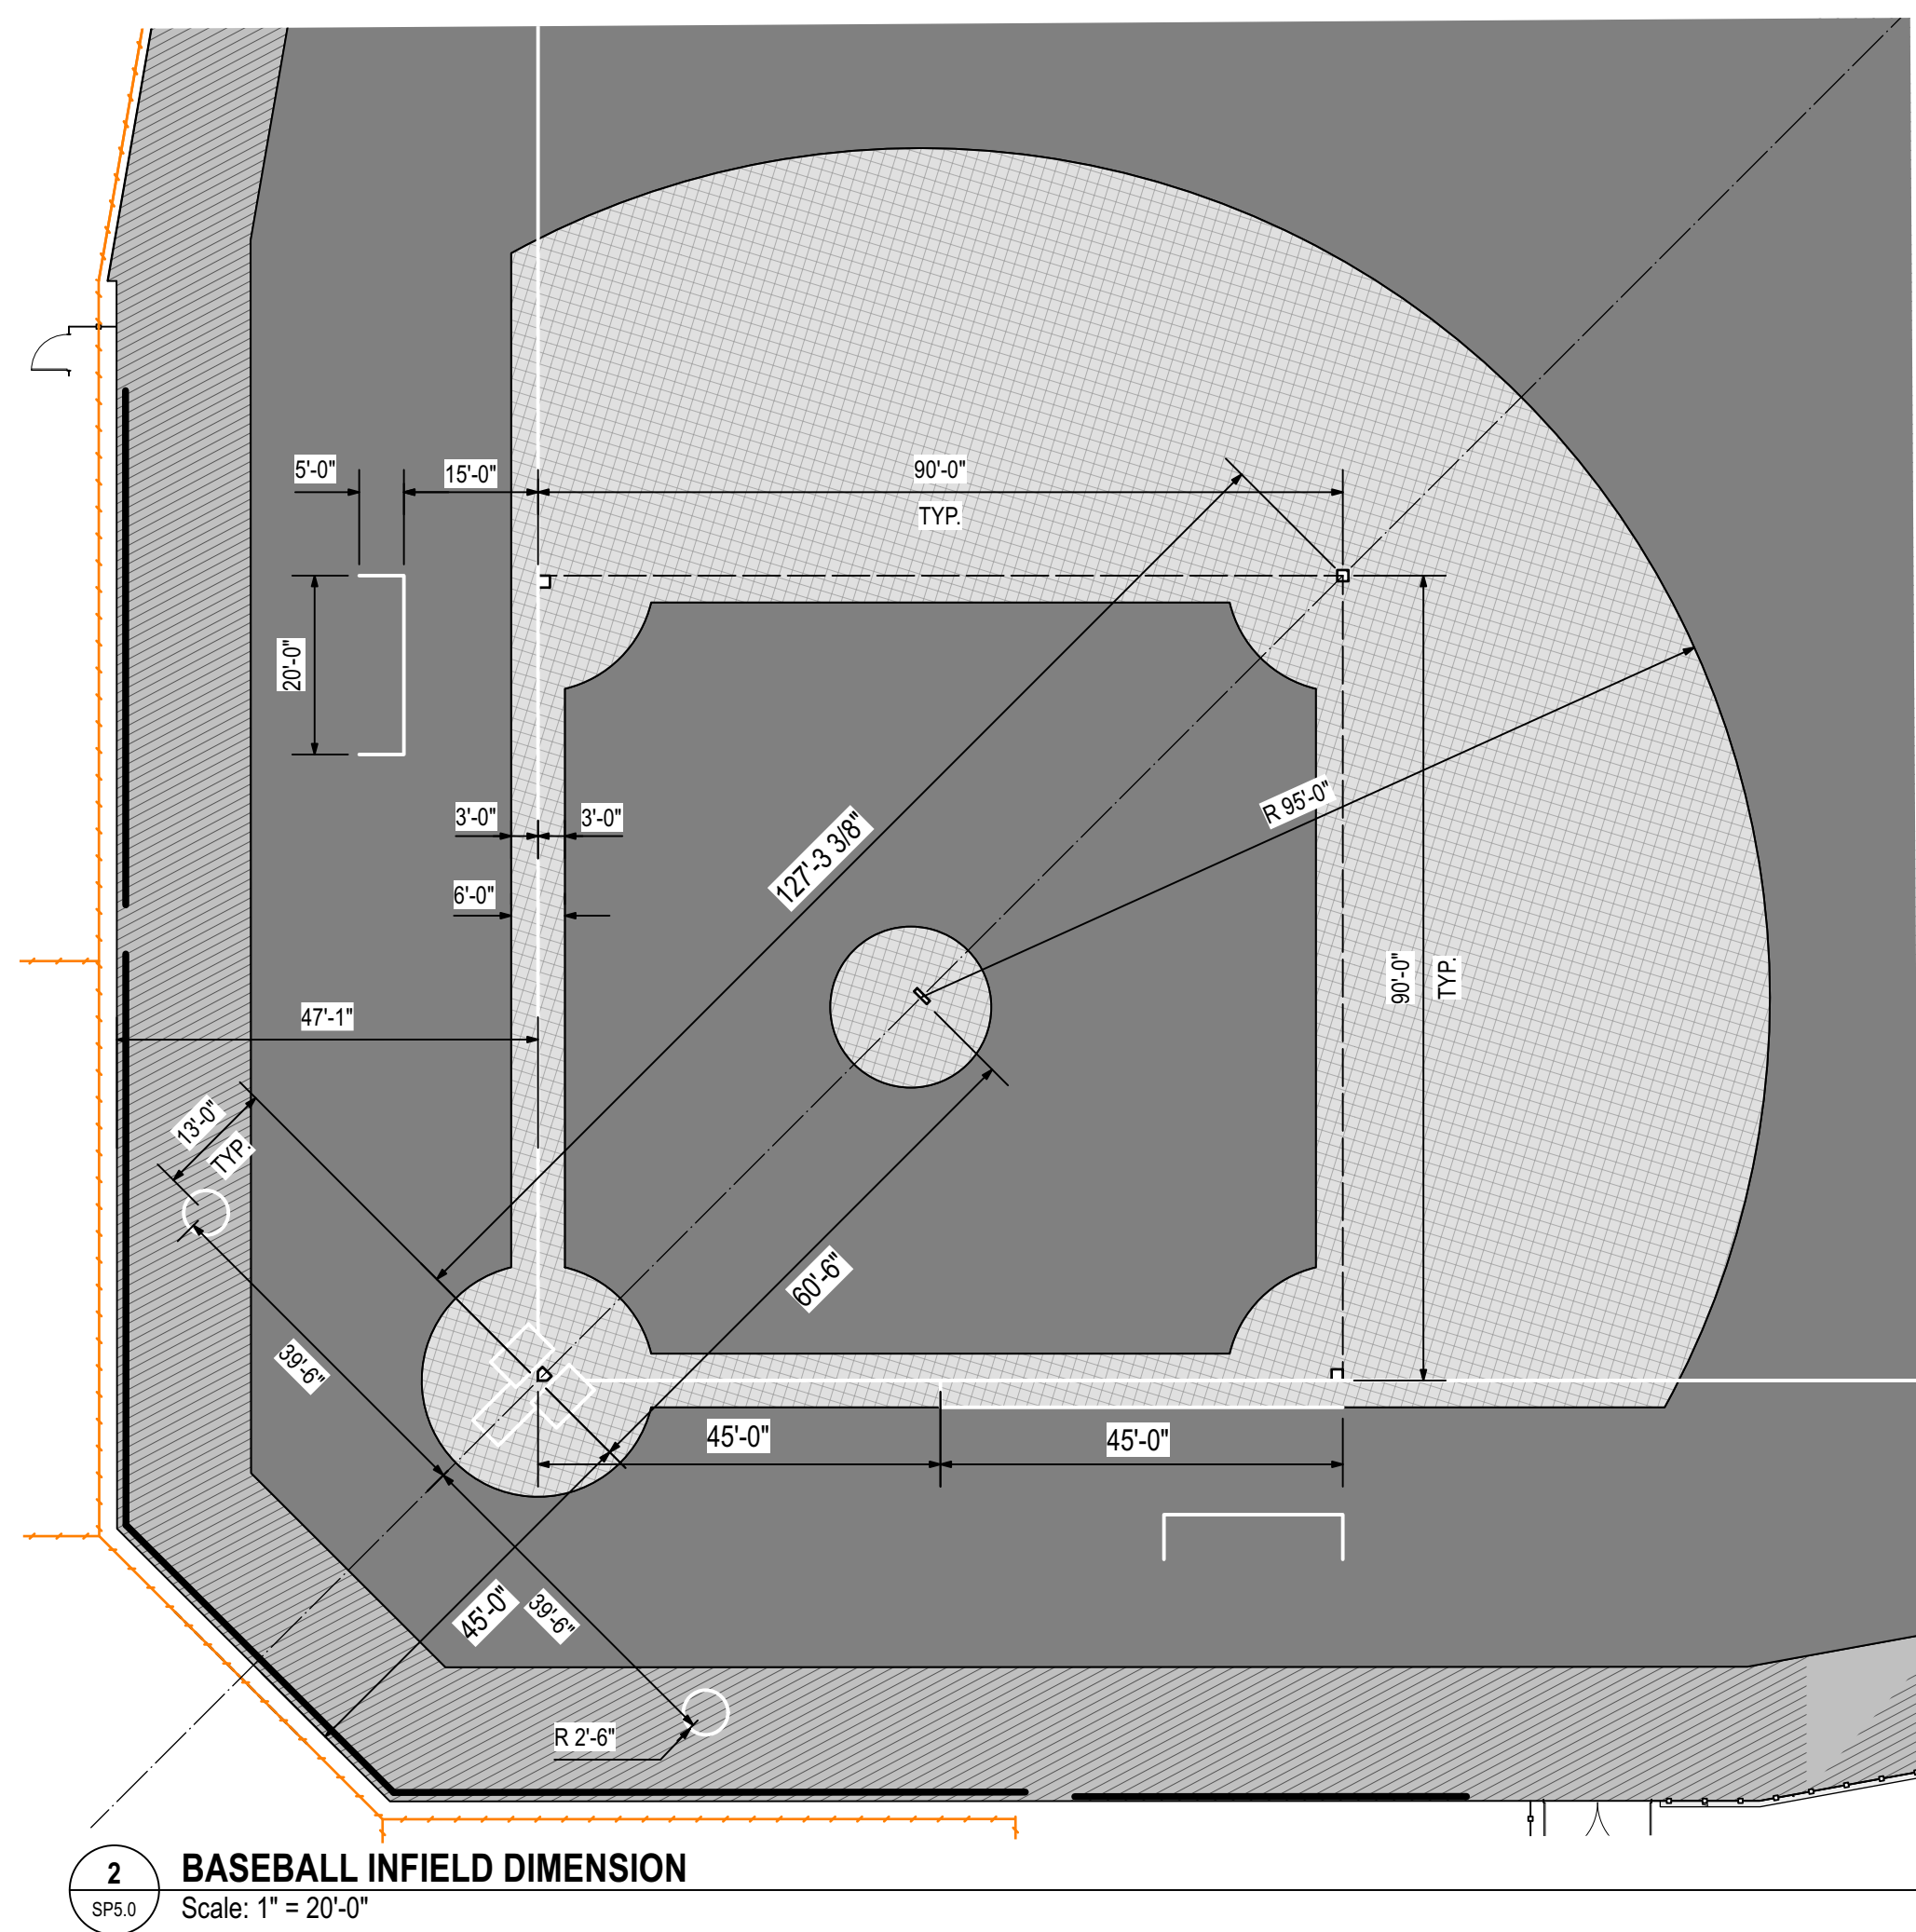 5'-0"
15'-0"
90'-0"
TYP.
20'-0"
3'-0"
3'-0"
127'-3 3/8"
R 95'-0"
6'-0"
90'-0"
TYP.
47'-1"
13'-0"
TYP.
60'-6"
39'-6"
45'-0"
45'-0"
45'-0"
39'-6"
R 2'-6"
2
SP5.0
BASEBALL INFIELD DIMENSION
Scale: 1" = 20'-0"